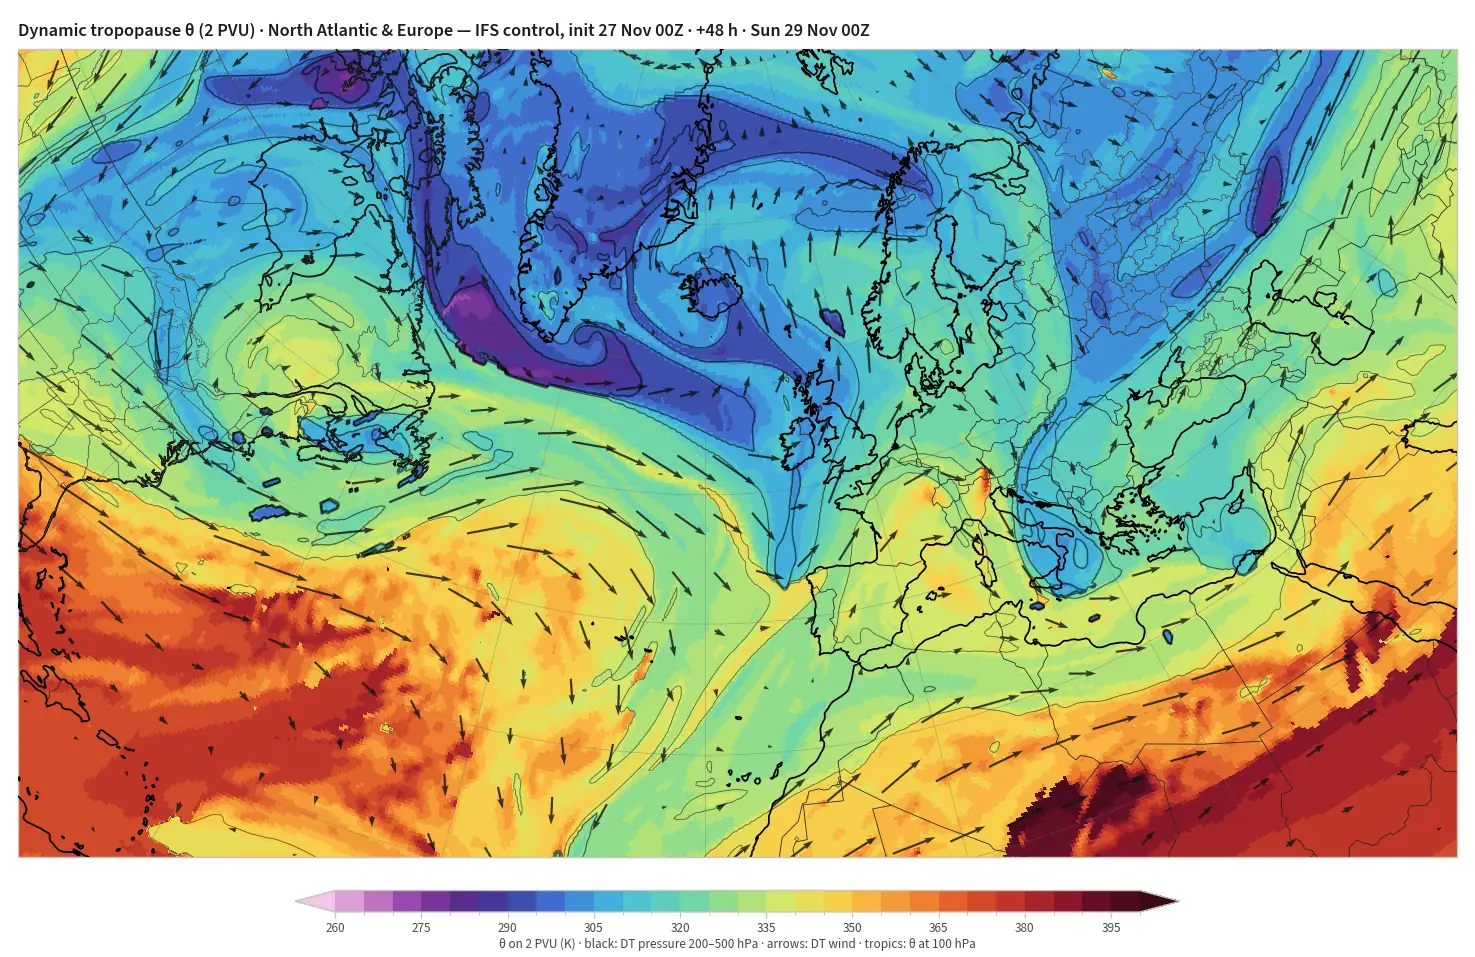 Dynamic tropopause θ (2 PVU) · North Atlantic & Europe — IFS control, init 27 Nov 00Z · +48 h · Sun 29 Nov 00Z
260 275 290 305 320 335 350 365 380 395
θ on 2 PVU (K) · black: DT pressure 200–500 hPa · arrows: DT wind · tropics: θ at 100 hPa